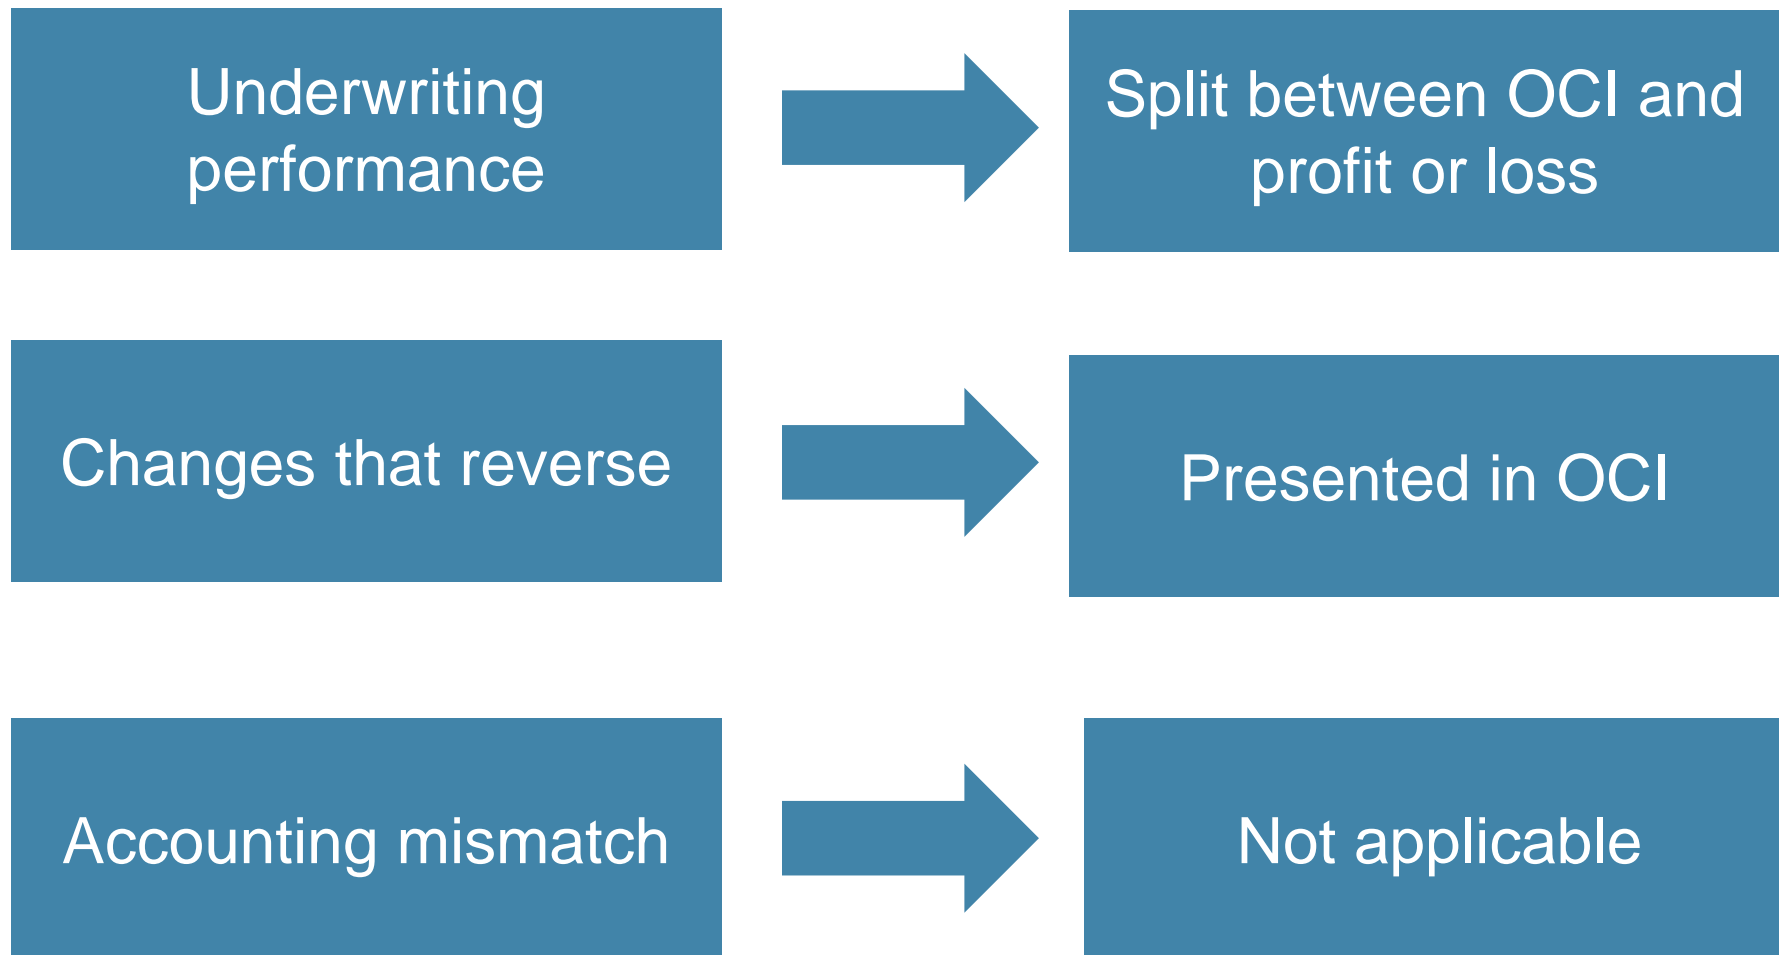 Underwriting
performance
Split between OCI and
profit or loss
Changes that reverse
Presented in OCI
Accounting mismatch
Not applicable